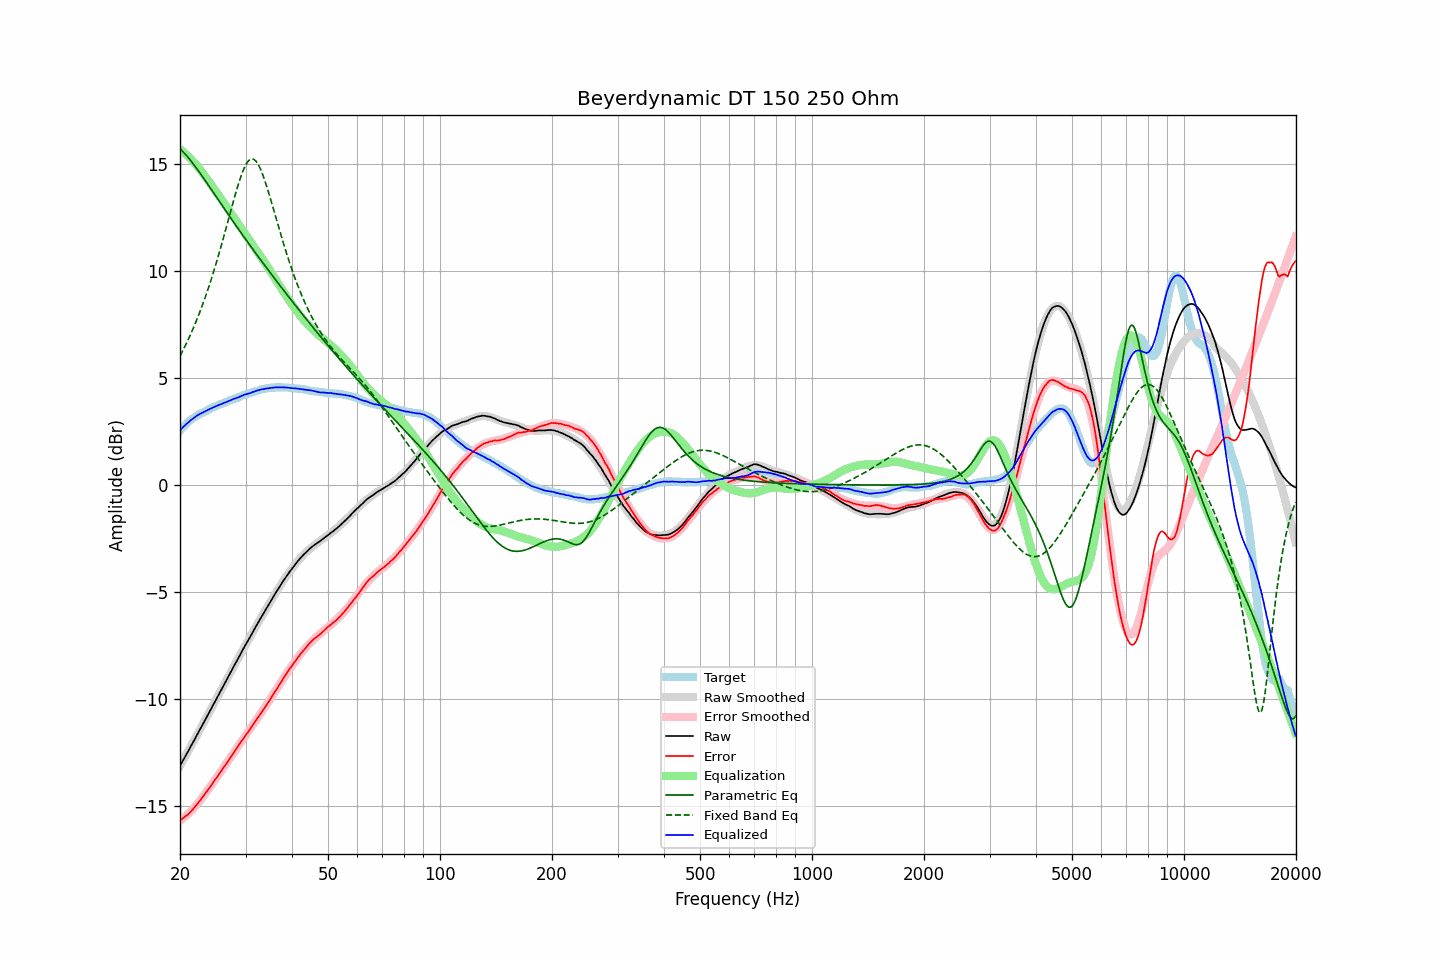 Beyerdynamic DT 150 250 Ohm
Amplitude (dBr)
15
10
5
0
−5
−10
−15
Target
Raw Smoothed
Error Smoothed
Raw
Error
Equalization
Parametric Eq
Fixed Band Eq
Equalized
20
50
100
200
500
1000
2000
5000
10000
20000
Frequency (Hz)